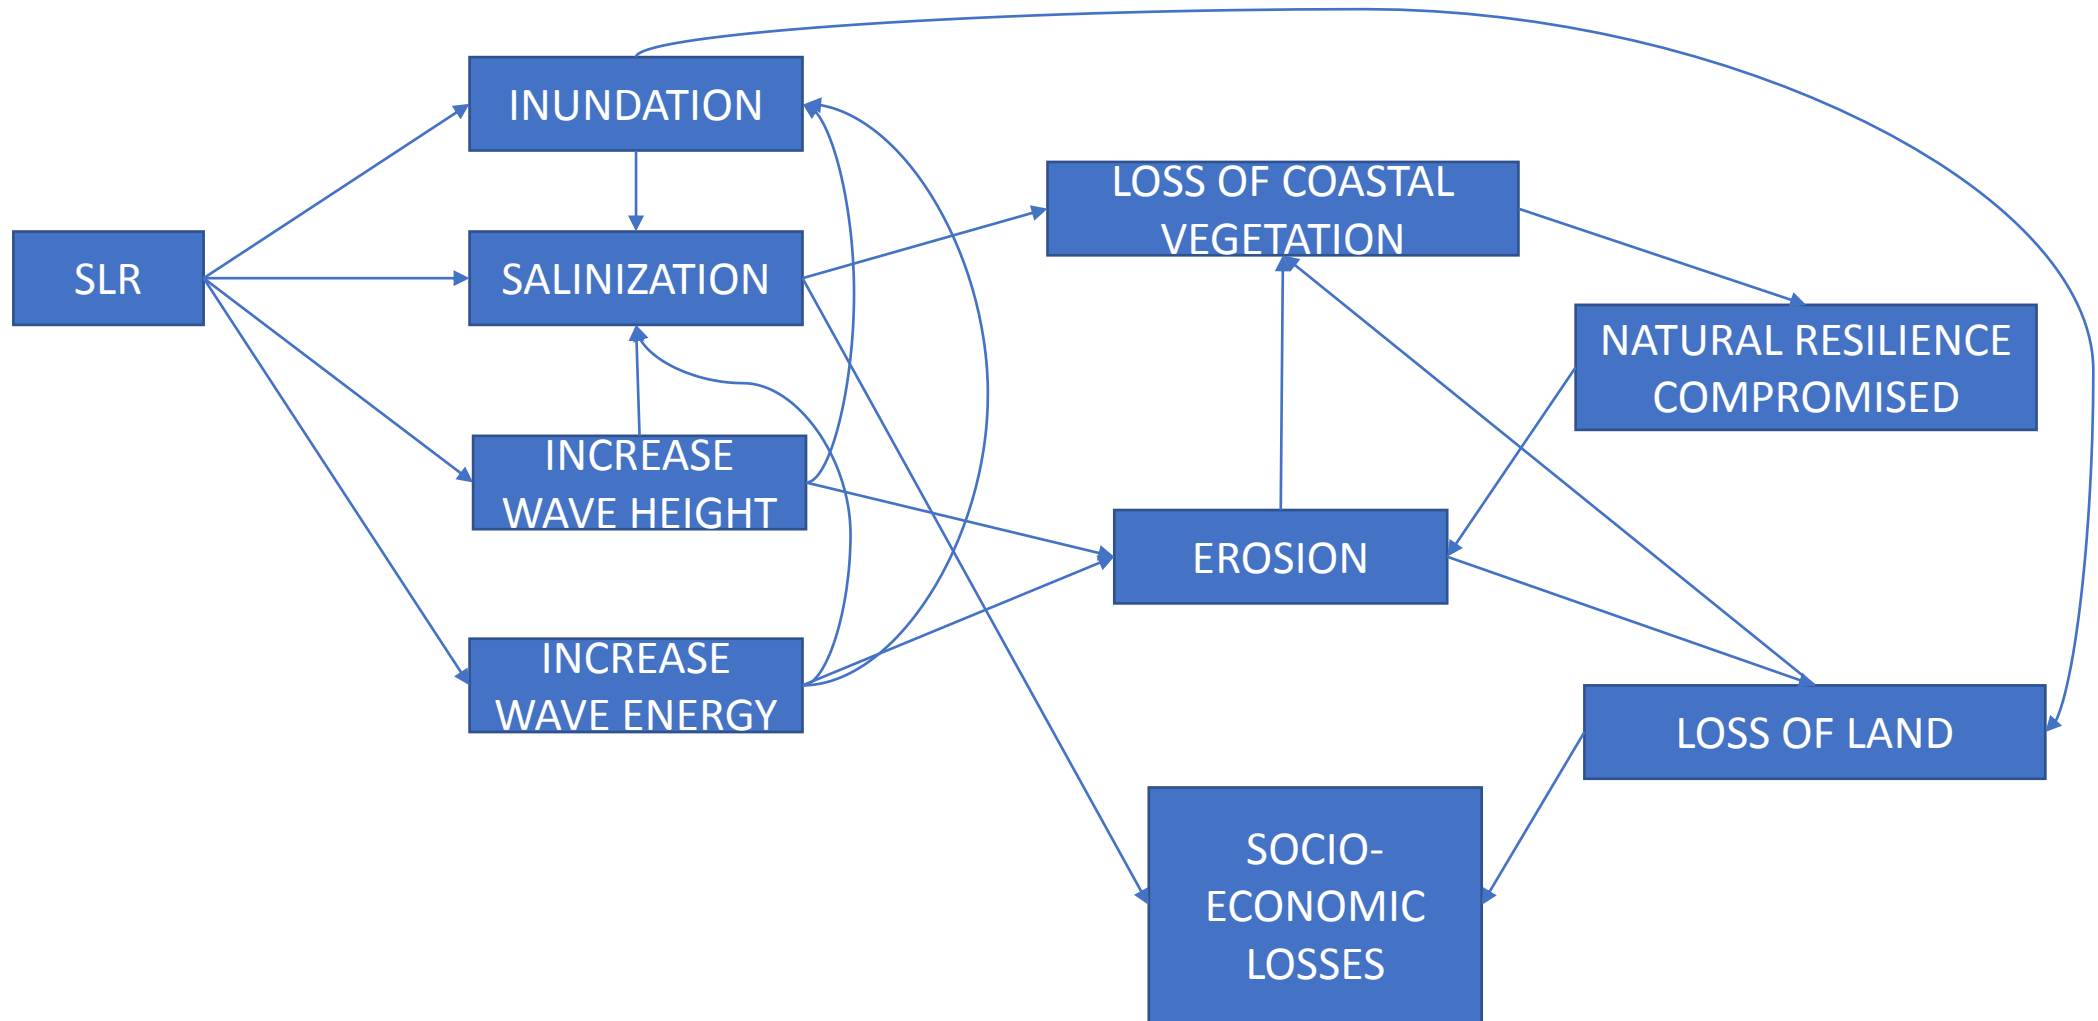 INUNDATION
LOSS OF COASTAL
VEGETATION
SLR
SALINIZATION
NATURAL RESILIENCE
COMPROMISED
INCREASE
WAVE HEIGHT
EROSION
INCREASE
WAVE ENERGY
LOSS OF LAND
SOCIO-
ECONOMIC
LOSSES